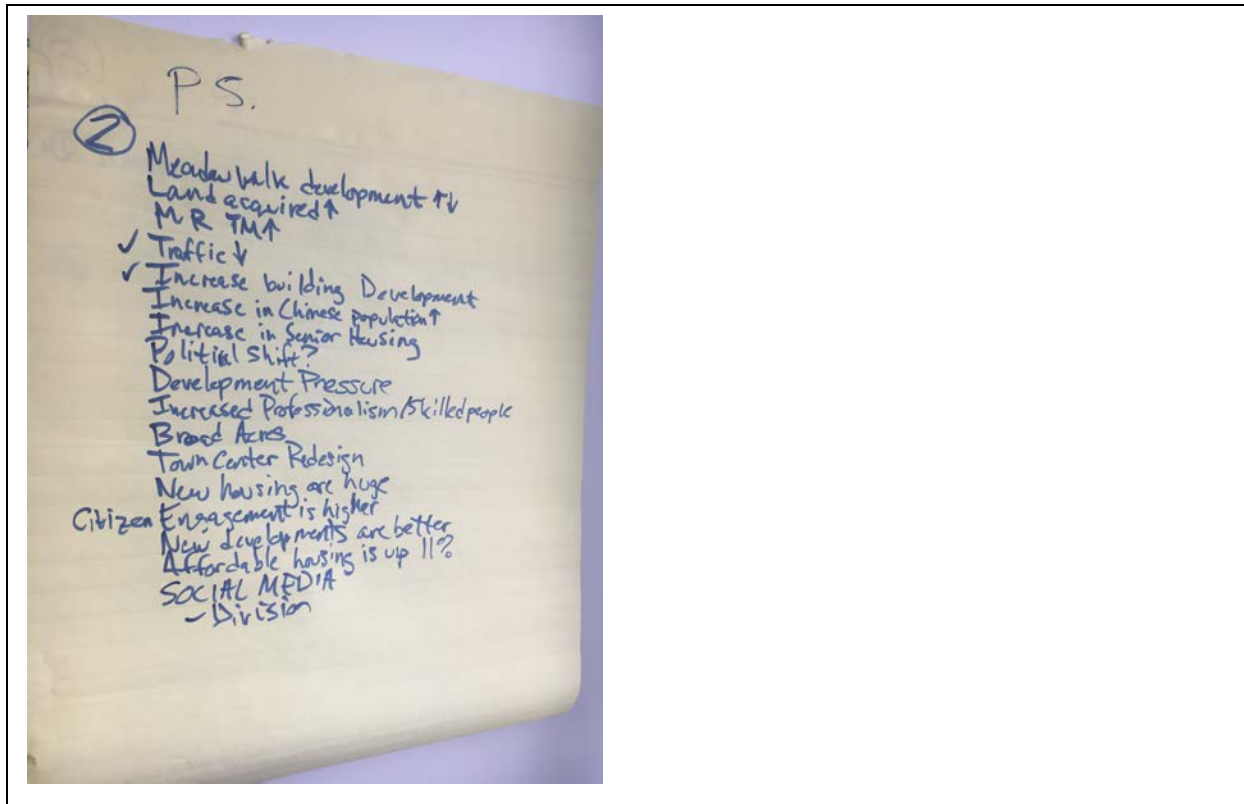 P S.
2
Meadow walk development ↑↓
Land acquired ↑
M R TM ↑
✓ Traffic ↓
✓ Increase building Development
Increase in Chinese population ↑
Increase in Senior Housing
Political Shift?
Development Pressure
Increased Professionalism/Skilled people
Broad Acres
Town Center Redesign
New housing are huge
Citizen Engagement is higher
New developments are better
Affordable housing is up 11%
SOCIAL MEDIA
- Division